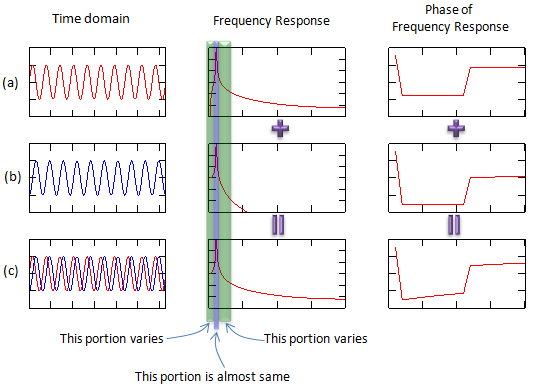 Time domain
Frequency Response
Phase of
Frequency Response
(a)
(b)
(c)
This portion varies
This portion varies
This portion is almost same